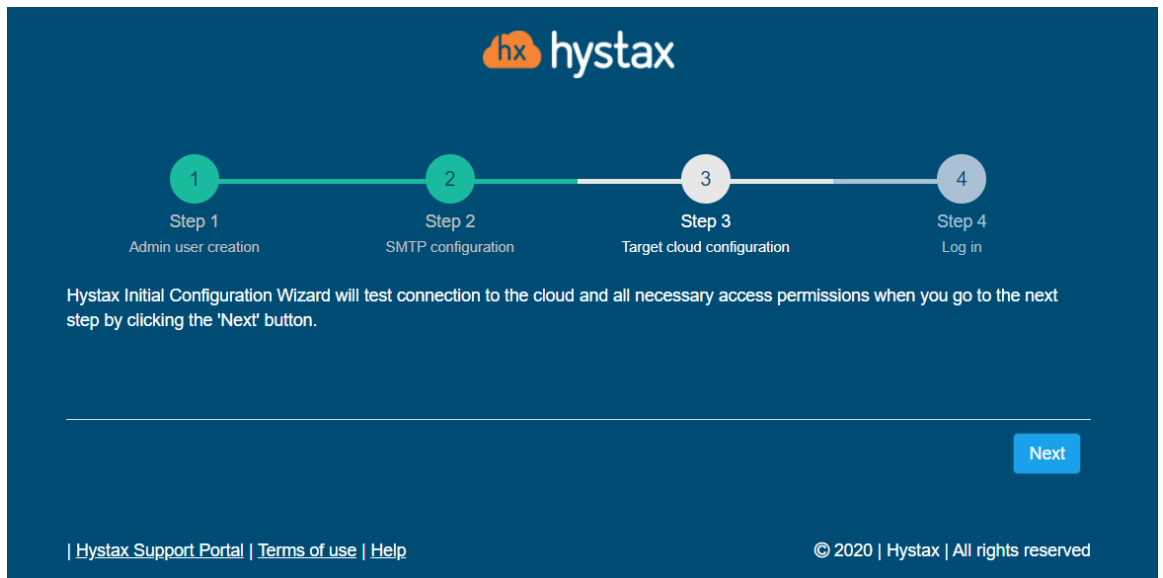 hx hystax
1 2 3 4
Step 1 Step 2 Step 3 Step 4
Admin user creation SMTP configuration Target cloud configuration Log in
Hystax Initial Configuration Wizard will test connection to the cloud and all necessary access permissions when you go to the next
step by clicking the 'Next' button.
Next
| Hystax Support Portal | Terms of use | Help © 2020 | Hystax | All rights reserved